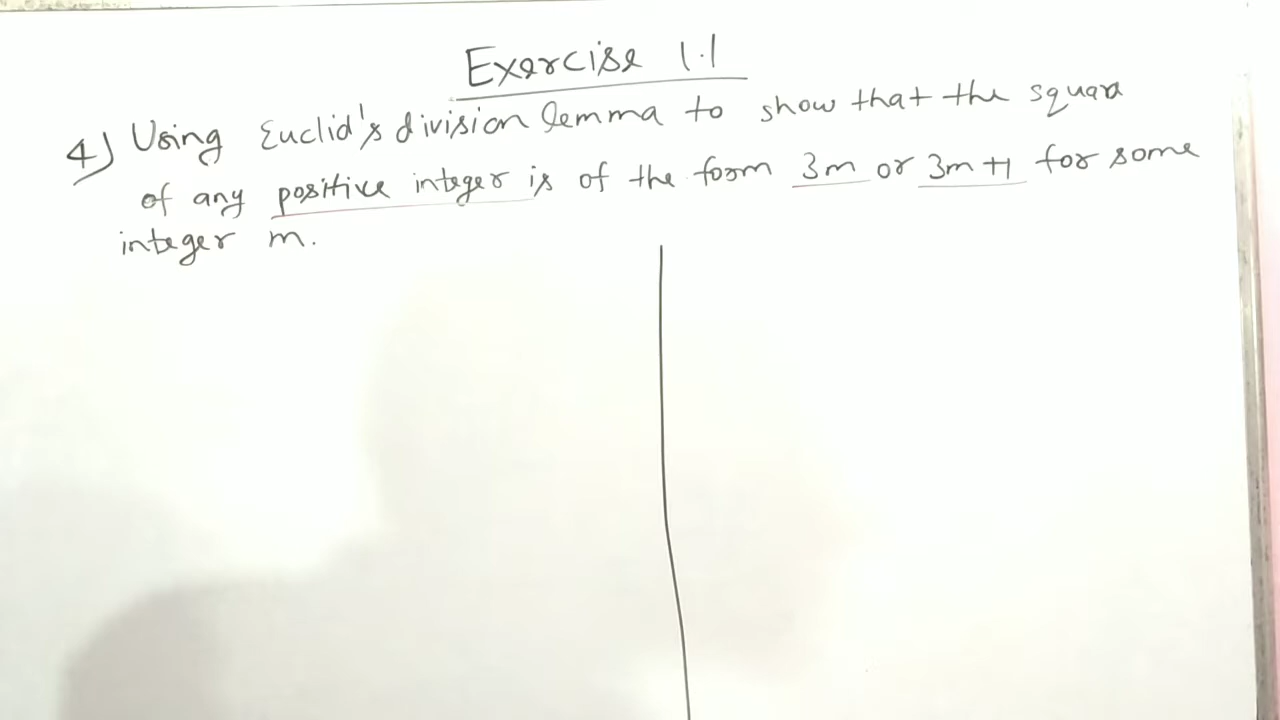 Exercise 1.1
4) Using Euclid's division lemma to show that the square
of any positive integer is of the form 3m or 3m+1 for some
integer m.